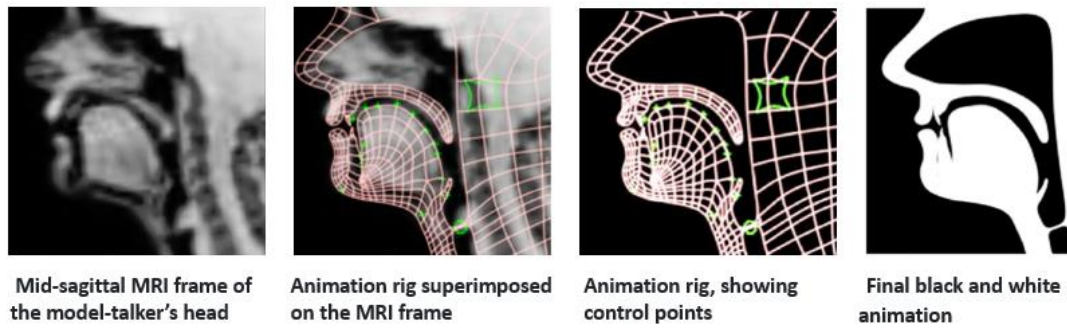 Mid-sagittal MRI frame of
the model-talker's head
Animation rig superimposed
on the MRI frame
Animation rig, showing
control points
Final black and white
animation